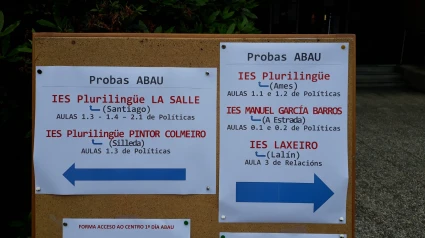 Probas ABAU
IES Plurilingüe LA SALLE
(Santiago)
AULAS 1.3 - 1.4 - 2.1 de Políticas
IES Plurilingüe PINTOR COLMEIRO
(Silleda)
AULAS 1.3 de Políticas
FORMA ACCESO AO CENTRO 1º DÍA ABAU
Probas ABAU
IES Plurilingüe
(Ames)
AULAS 1.1 e 1.2 de Políticas
IES MANUEL GARCÍA BARROS
(A Estrada)
AULAS 0.1 e 0.2 de Políticas
IES LAXEIRO
(Lalín)
AULA 3 de Relacións